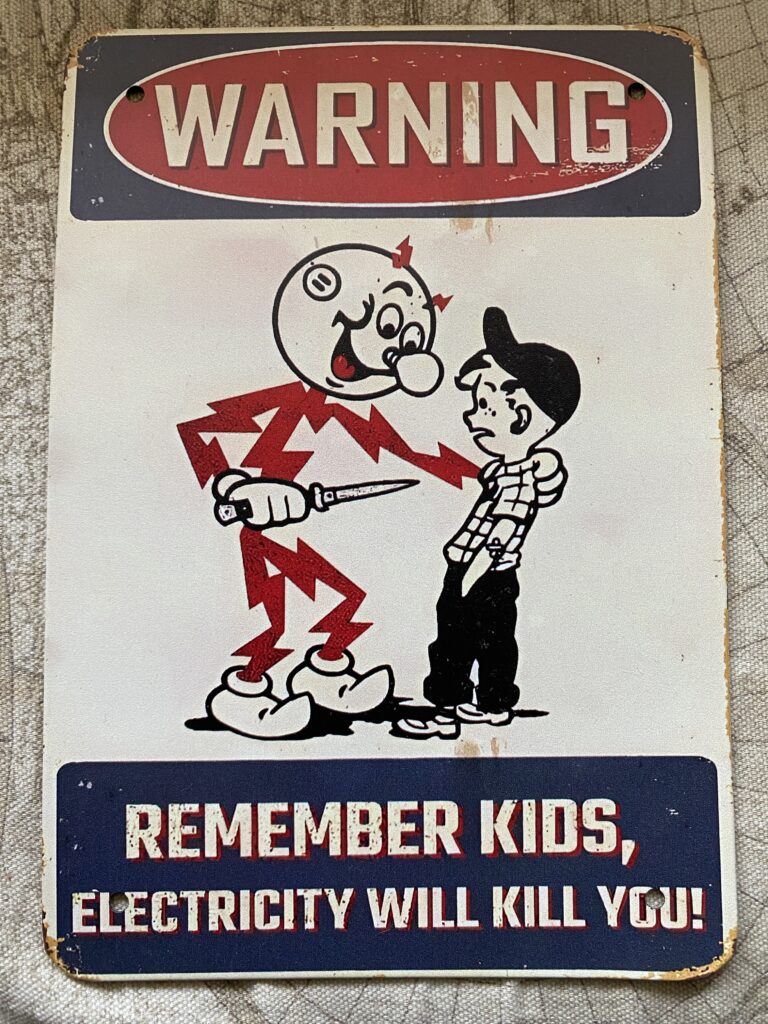 WARNING
REMEMBER KIDS,
ELECTRICITY WILL KILL YOU!